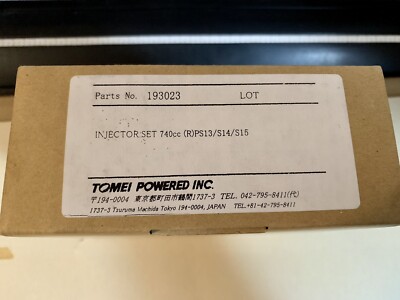 Parts No. 193023 LOT
INJECTOR SET 740cc (R)PS13/S14/S15
TOMEI POWERED INC.
〒194-0004 東京都町田市鶴間1737-3 TEL. 042-795-8411(代)
1737-3 Tsuruma Machida Tokyo 194-0004, JAPAN TEL.+81-42-795-8411